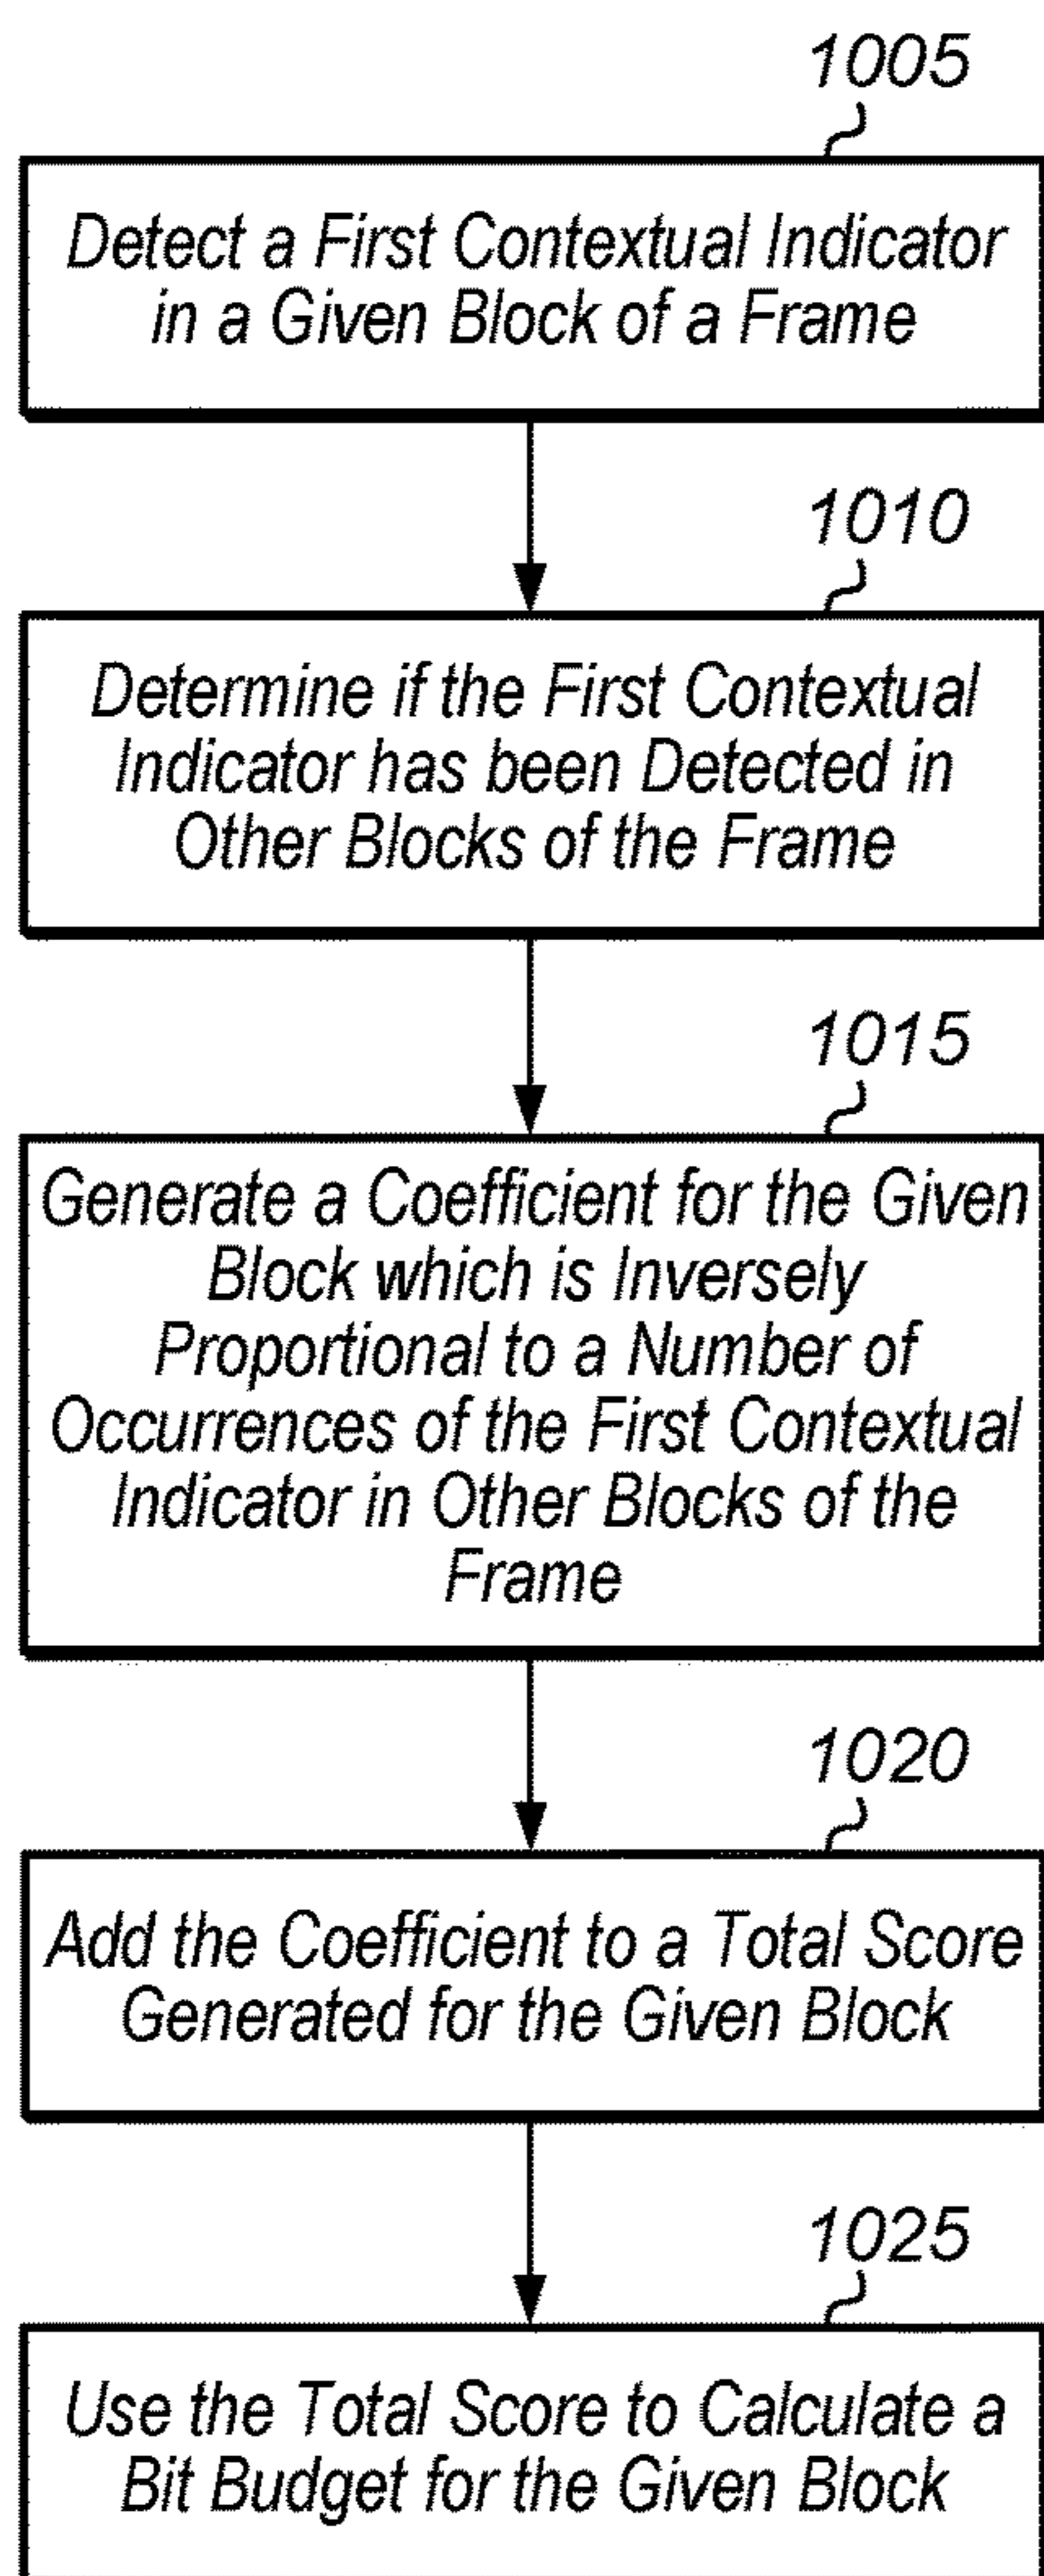 1005
Detect a First Contextual Indicator
in a Given Block of a Frame
1010
Determine if the First Contextual
Indicator has been Detected in
Other Blocks of the Frame
1015
Generate a Coefficient for the Given
Block which is Inversely
Proportional to a Number of
Occurrences of the First Contextual
Indicator in Other Blocks of the
Frame
1020
Add the Coefficient to a Total Score
Generated for the Given Block
1025
Use the Total Score to Calculate a
Bit Budget for the Given Block